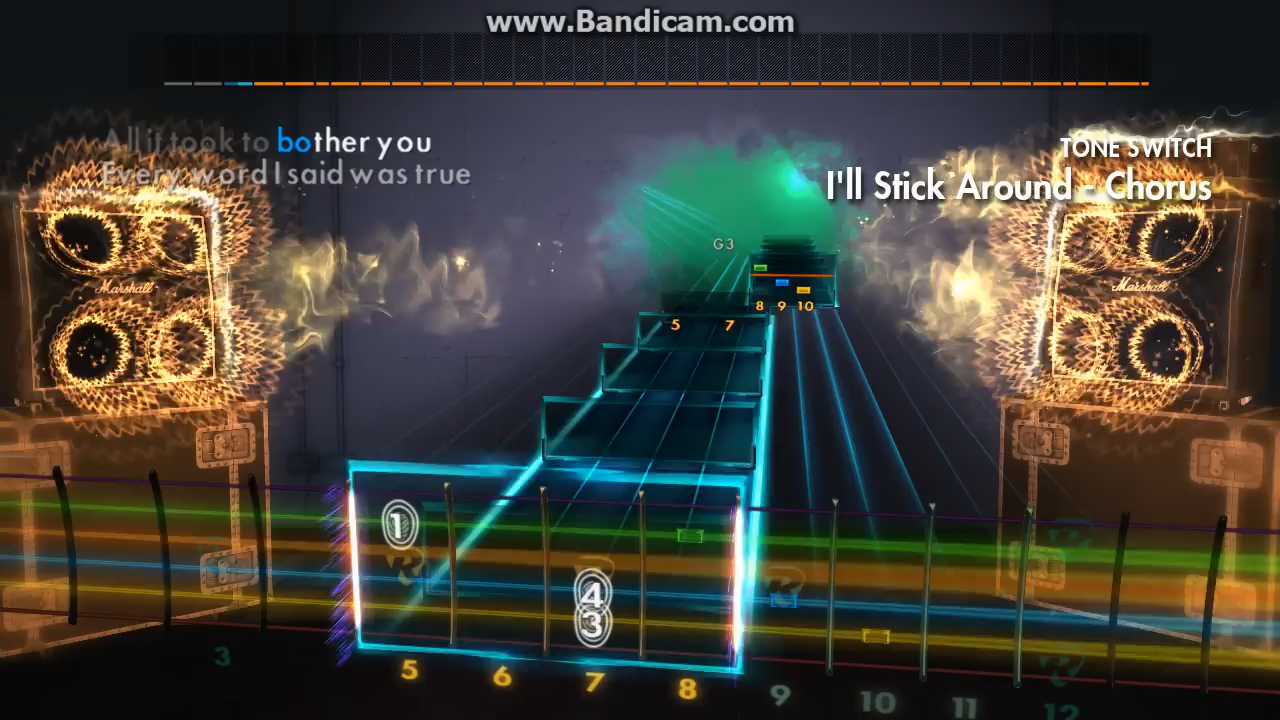 www.Bandicam.com
All it took to bother you
Every word I said was true
TONE SWITCH
I'll Stick Around - Chorus
G3
8 9 10
5 7
Marshall
Marshall
1
4
3
3 5 6 7 8 9 10 11 12